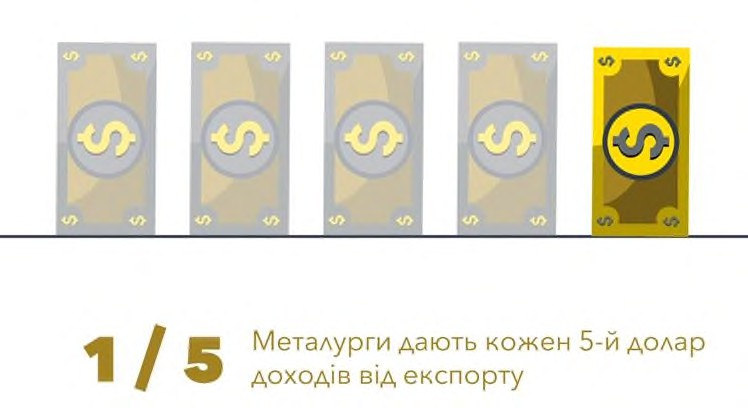 1/5
Металурги дають кожен 5-й долар
доходів від експорту